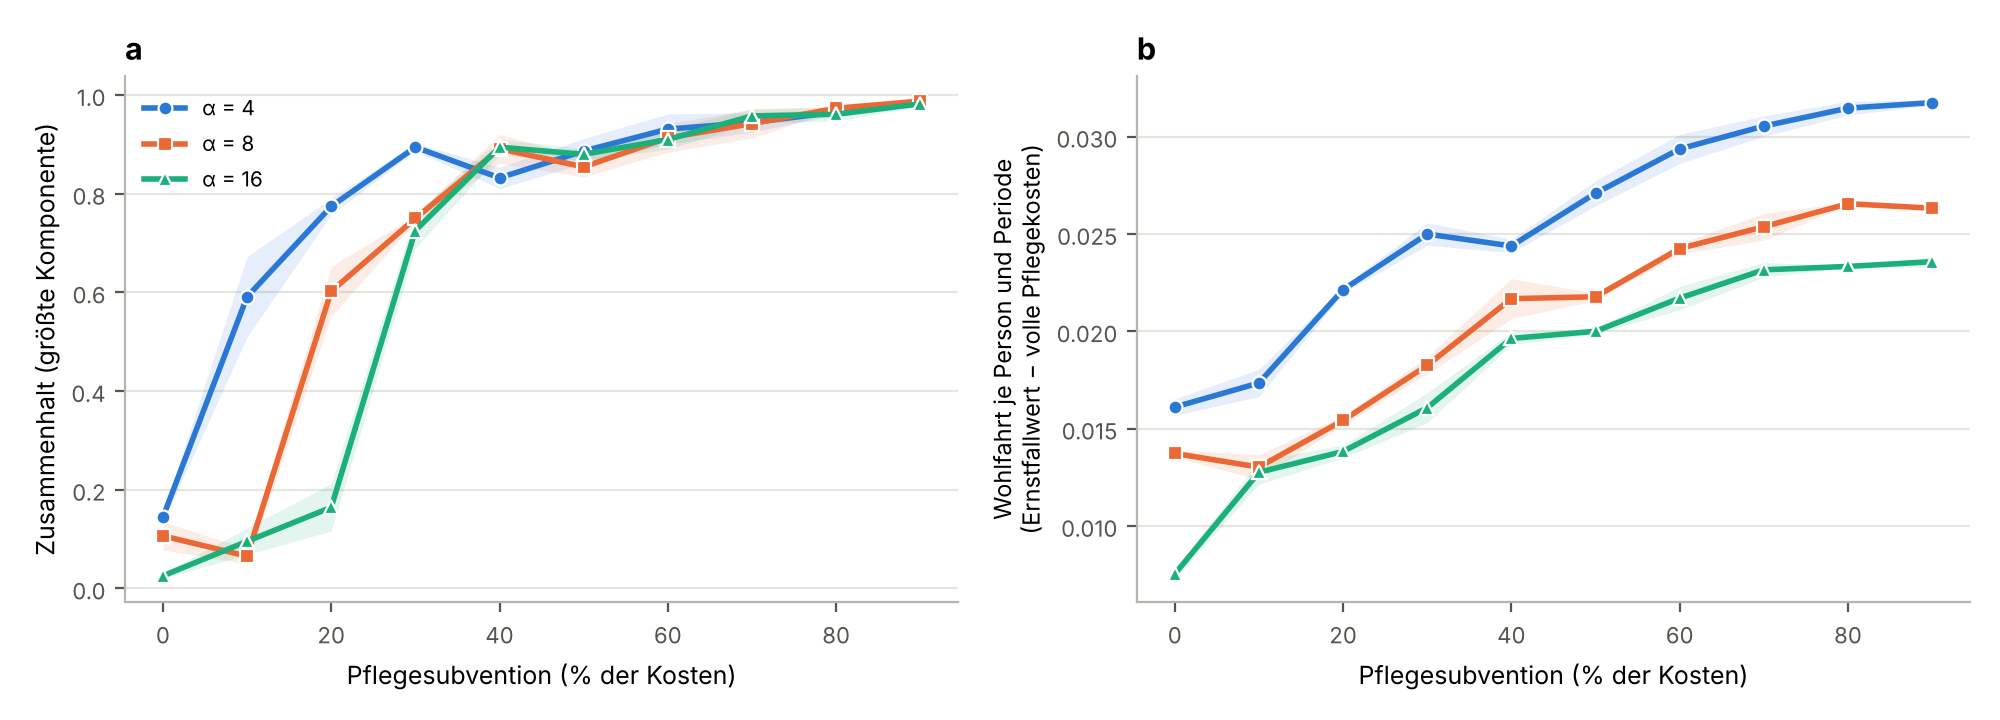 a
Zusammenhalt (größte Komponente)
1.0
0.8
0.6
0.4
0.2
0.0
α = 4
α = 8
α = 16
0 20 40 60 80
Pflegesubvention (% der Kosten)
b
Wohlfahrt je Person und Periode
(Ernstfallwert − volle Pflegekosten)
0.030
0.025
0.020
0.015
0.010
0 20 40 60 80
Pflegesubvention (% der Kosten)